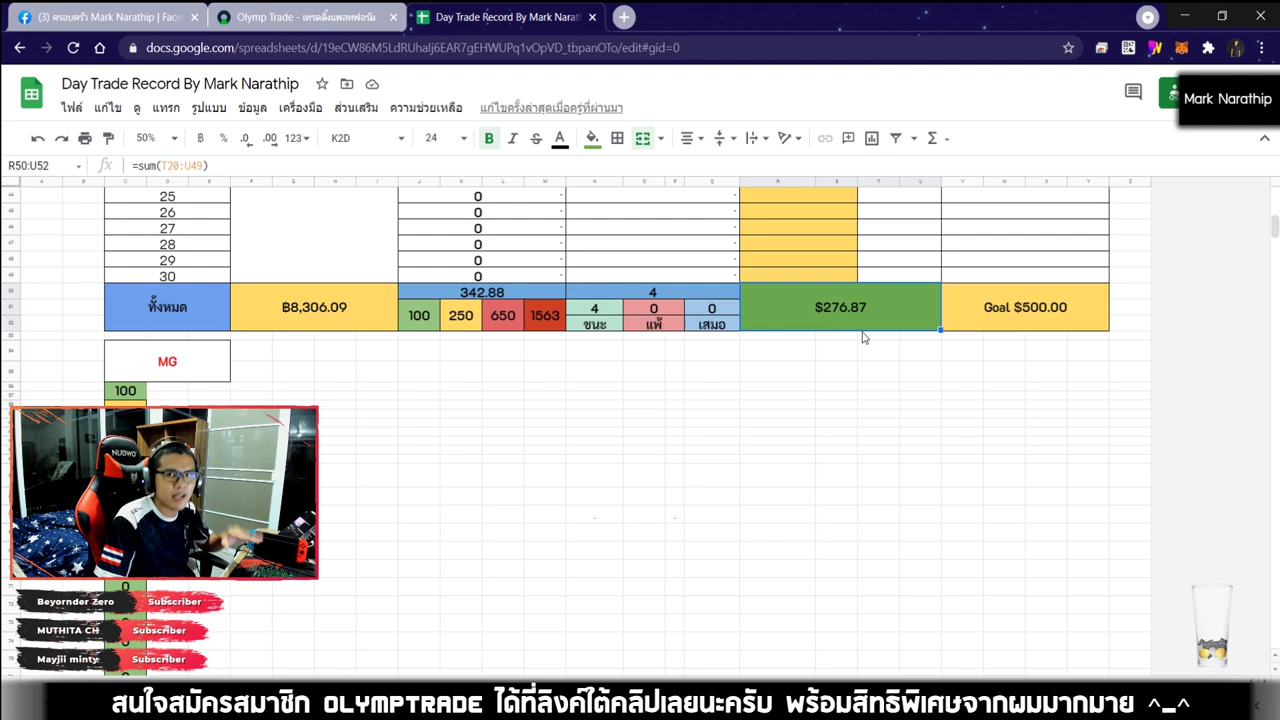 (3) ครอบครัว Mark Narathip | Face
Olymp Trade - เทรดดิ้งแพลทฟอร์มี
Day Trade Record By Mark Narat
docs.google.com/spreadsheets/d/19eCW86M5LdRUhaIj6EAR7gEHWUPq1vOpVD_tbpanOTo/edit#gid=0
Day Trade Record By Mark Narathip
ไฟล์ แก้ไข ดู แทรก รูปแบบ ข้อมูล เครื่องมือ ส่วนเสริม ความช่วยเหลือ แก้ไขครั้งล่าสุดเมื่อครู่ที่ผ่านมา
Mark Narathip
50% ฿ % .0 .00 123 K2D 24 B I S A
R50:U52 fx =sum(T20:U49)
A B C D E F G H I J K L M N O P Q R S T U V W X Y Z
25 0 - -
26 0 - -
27 0 - -
28 0 - -
29 0 - -
30 0 - -
ทั้งหมด ฿8,306.09 342.88 4 $276.87 Goal $500.00
100 250 650 1563 4 0 0
ชนะ แพ้ เสมอ
MG
100
NUBWO
0
Beyornder Zero Subscriber
MUTHITA CH Subscriber
Mayjii minty Subscriber
สนใจสมัครสมาชิก OLYMPTRADE ได้ที่ลิงค์ใต้คลิปเลยนะครับ พร้อมสิทธิพิเศษจากผมมากมาย ^_^